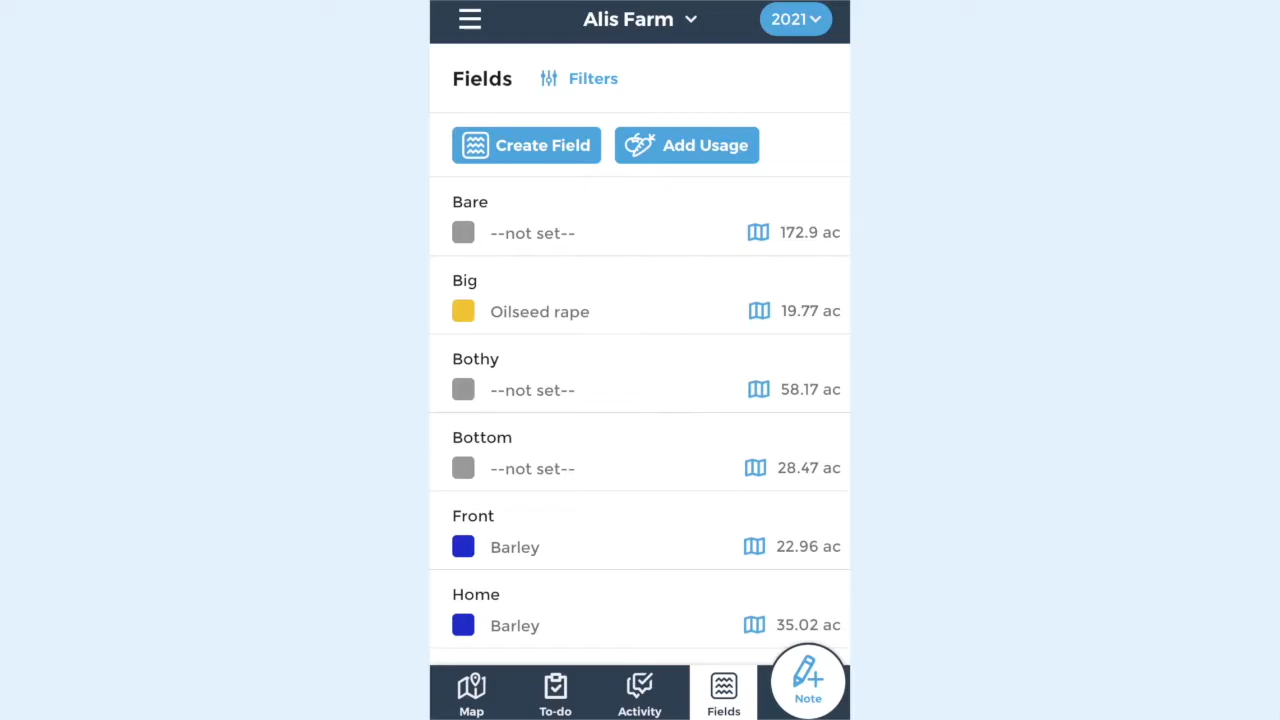 Alis Farm 2021
Fields Filters
Create Field Add Usage
Bare
--not set-- 172.9 ac
Big
Oilseed rape 19.77 ac
Bothy
--not set-- 58.17 ac
Bottom
--not set-- 28.47 ac
Front
Barley 22.96 ac
Home
Barley 35.02 ac
Map To-do Activity Fields Note